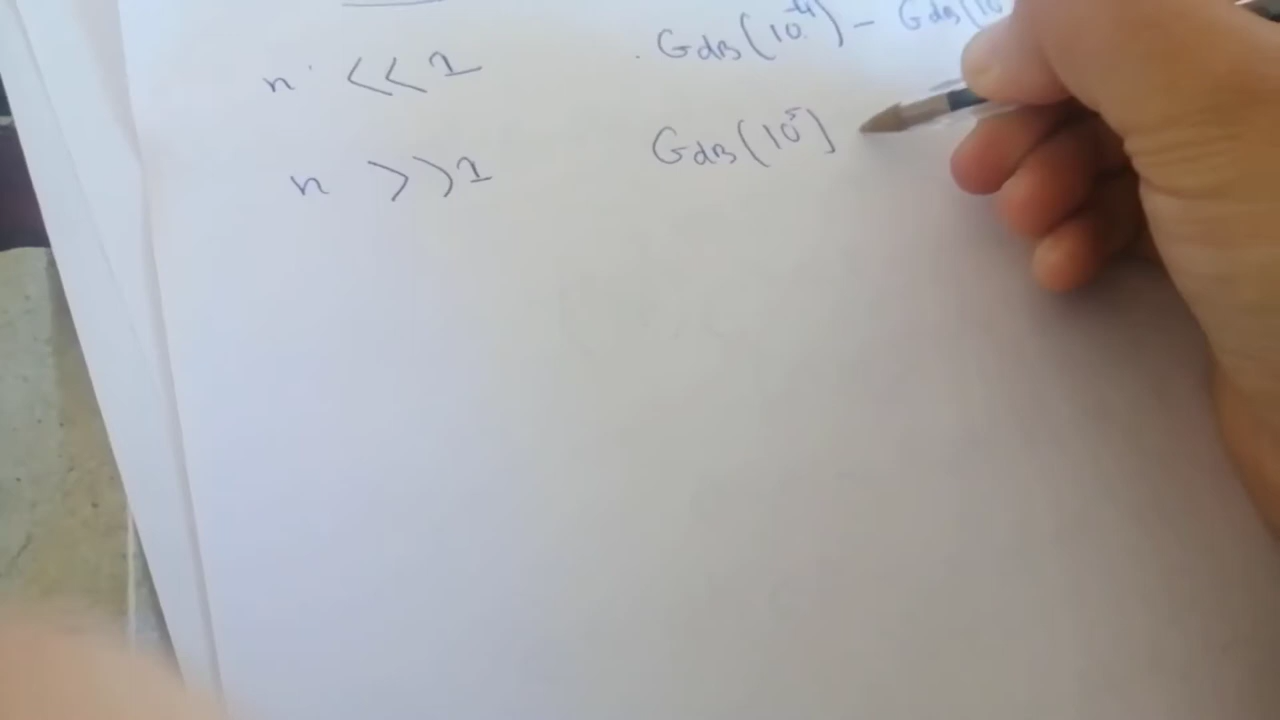 n << 1 GdB(10⁻⁴) - GdB(10
n >> 1 GdB(10⁵)